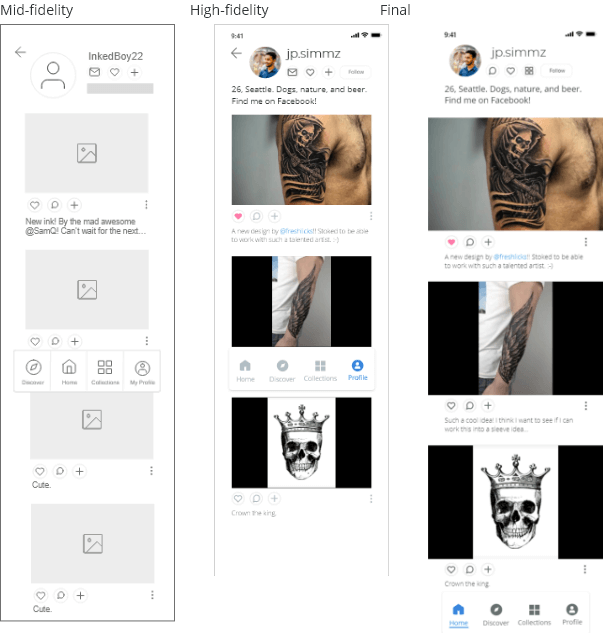 Mid-fidelity
High-fidelity
Final
InkedBoy22
New ink! By the mad awesome
@SamQ! Can't wait for the next...
Discover
Home
Collections
My Profile
Cute.
Cute.
9:41
jp.simmz
Follow
26, Seattle. Dogs, nature, and beer.
Find me on Facebook!
A new design by @freshlidot! Stoked to be able
to work with such a talented artist. :-)
Home
Discover
Collections
Profile
Crown the king.
9:41
jp.simmz
Follow
26, Seattle. Dogs, nature, and beer.
Find me on Facebook!
A new design by @freshlidot! Stoked to be able
to work with such a talented artist. :-)
Such a cool idea! I think I want to see if I can
work this into a sleeve idea...
Crown the king.
Home
Discover
Collections
Profile